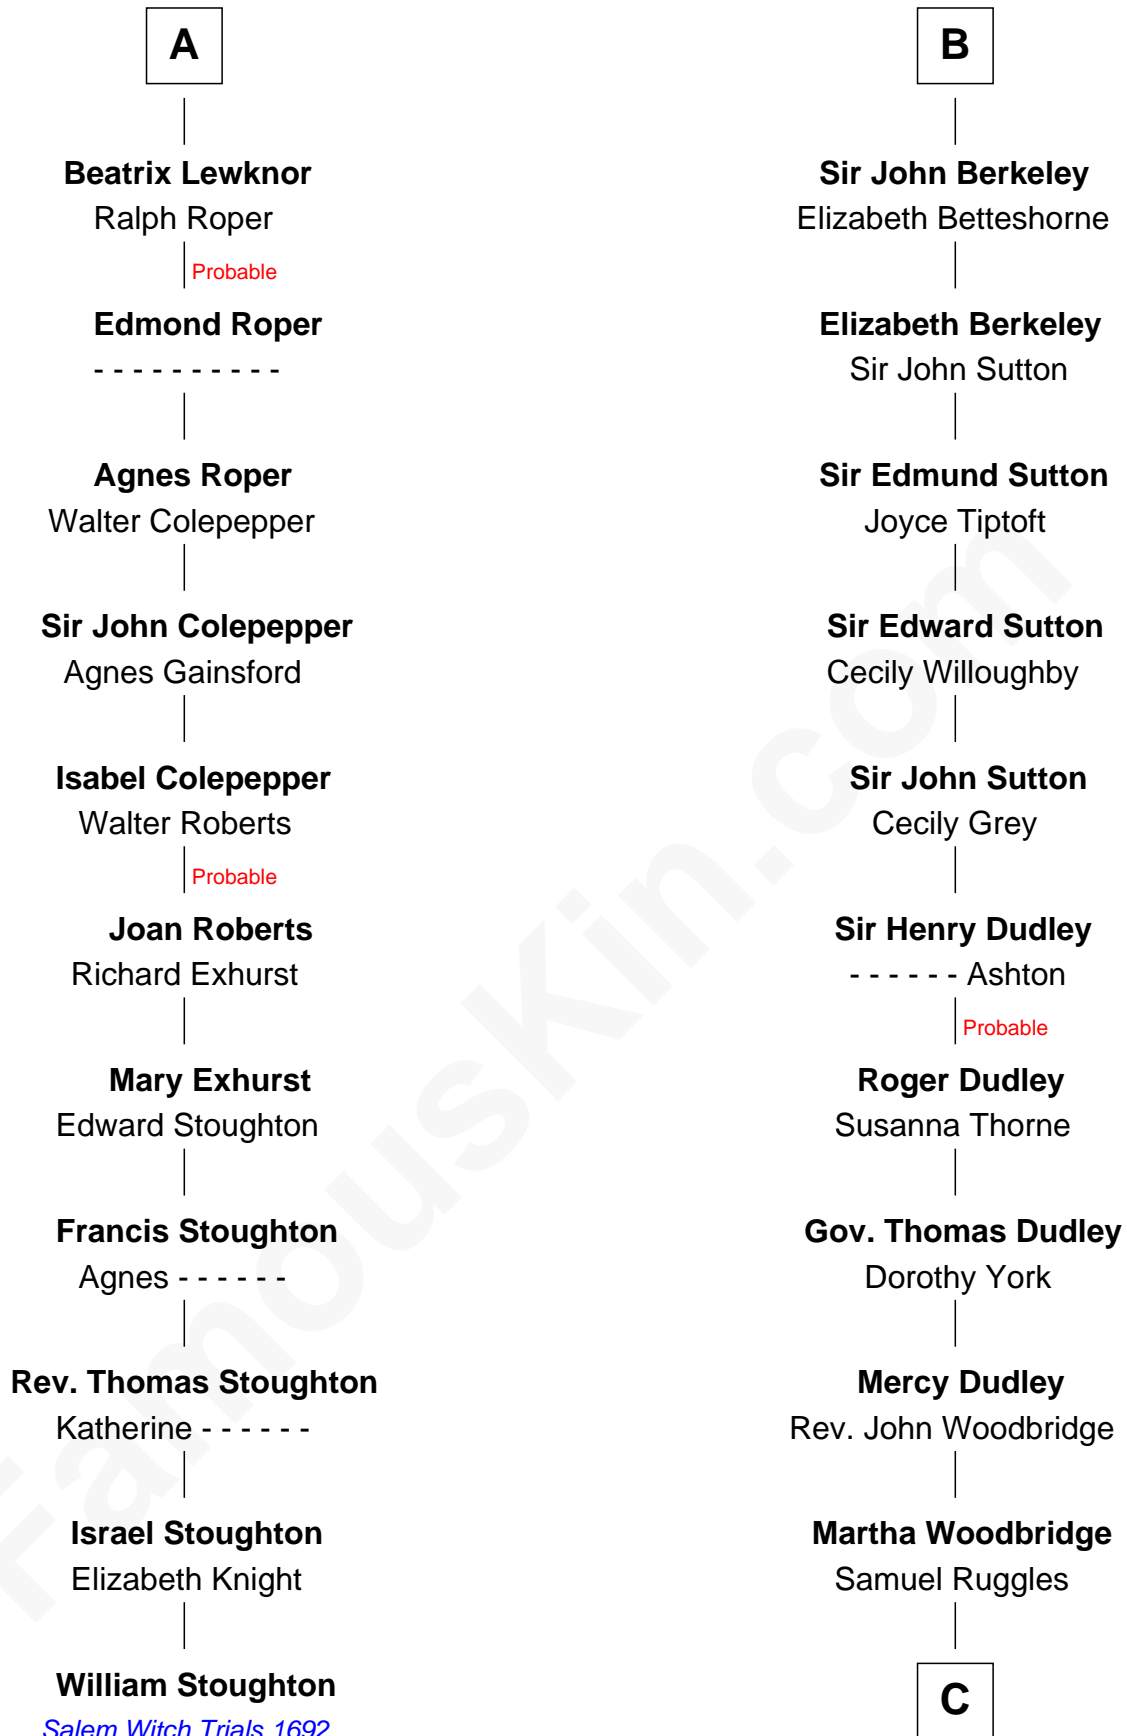 A
Beatrix Lewknor
Ralph Roper
Probable
Edmond Roper
- - - - - - - - - -
Agnes Roper
Walter Colepepper
Sir John Colepepper
Agnes Gainsford
Isabel Colepepper
Walter Roberts
Probable
Joan Roberts
Richard Exhurst
Mary Exhurst
Edward Stoughton
Francis Stoughton
Agnes - - - - - -
Rev. Thomas Stoughton
Katherine - - - - - -
Israel Stoughton
Elizabeth Knight
William Stoughton
Salem Witch Trials 1692
B
Sir John Berkeley
Elizabeth Betteshorne
Elizabeth Berkeley
Sir John Sutton
Sir Edmund Sutton
Joyce Tiptoft
Sir Edward Sutton
Cecily Willoughby
Sir John Sutton
Cecily Grey
Sir Henry Dudley
- - - - - - Ashton
Probable
Roger Dudley
Susanna Thorne
Gov. Thomas Dudley
Dorothy York
Mercy Dudley
Rev. John Woodbridge
Martha Woodbridge
Samuel Ruggles
C
FamousKin.com